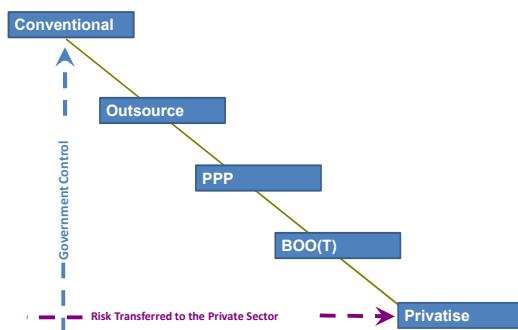 Conventional
Outsource
PPP
BOO(T)
Privatise
Government Control
Risk Transferred to the Private Sector